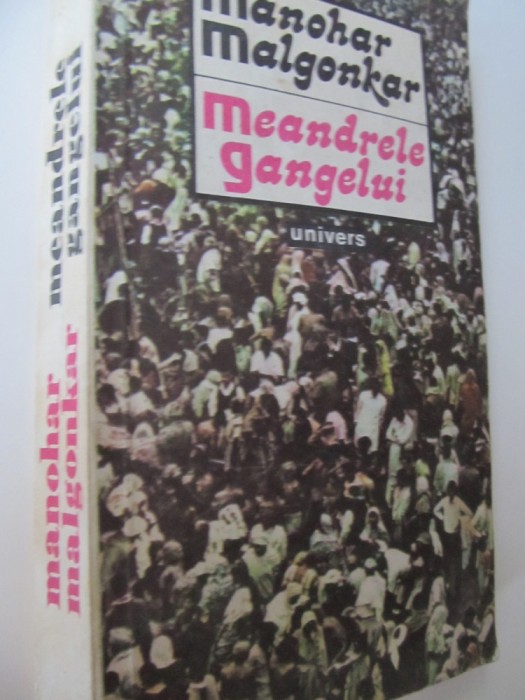 manohar
malgonkar
meandrele
gangelui
univers
manohar
malgonkar
meandrele
gangelui